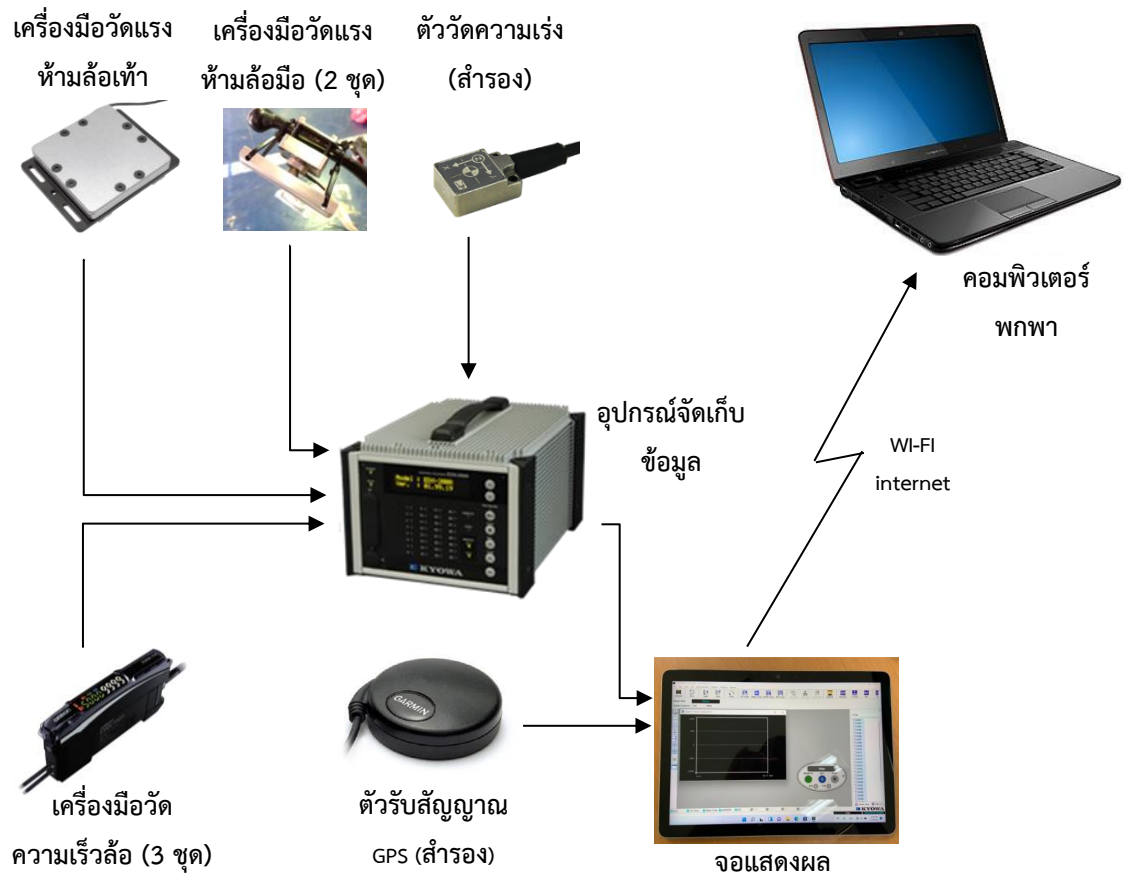 เครื่องมือวัดแรง
ห้ามล้อเท้า
เครื่องมือวัดแรง
ห้ามล้อมือ (2 ชุด)
ตัววัดความเร่ง
(สำรอง)
คอมพิวเตอร์
พกพา
อุปกรณ์จัดเก็บ
ข้อมูล
WI-FI
internet
KYOWA
GARMIN
เครื่องมือวัด
ความเร็วล้อ (3 ชุด)
ตัวรับสัญญาณ
GPS (สำรอง)
KYOWA
จอแสดงผล